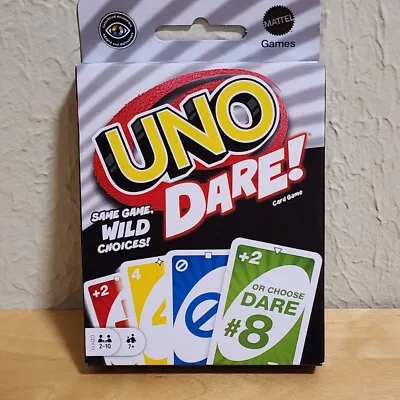 MATTEL
Games
UNO
DARE!
Card Game
SAME GAME,
WILD
CHOICES!
+2
4
+2
OR CHOOSE
DARE
#8
2-10
7+